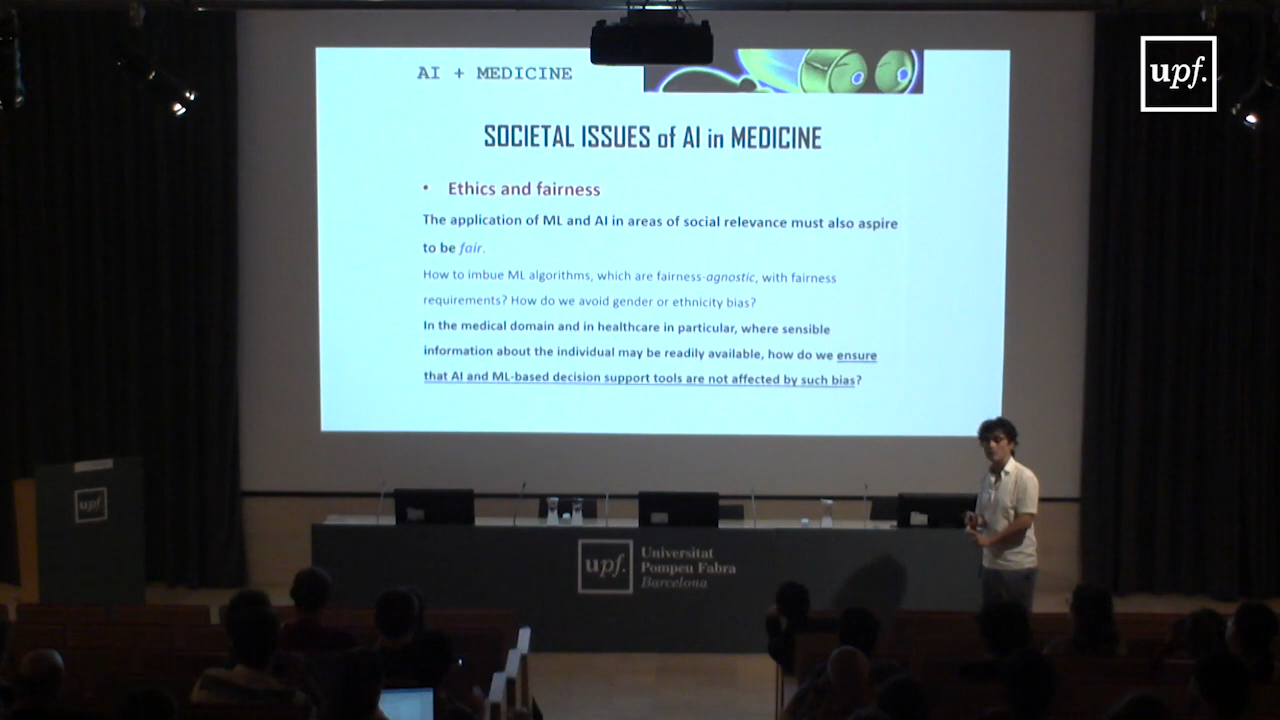 AI + MEDICINE
upf.
SOCIETAL ISSUES of AI in MEDICINE
• Ethics and fairness
The application of ML and AI in areas of social relevance must also aspire
to be fair.
How to imbue ML algorithms, which are fairness-agnostic, with fairness
requirements? How do we avoid gender or ethnicity bias?
In the medical domain and in healthcare in particular, where sensible
information about the individual may be readily available, how do we ensure
that AI and ML-based decision support tools are not affected by such bias?
upf
upf.
Universitat
Pompeu Fabra
Barcelona